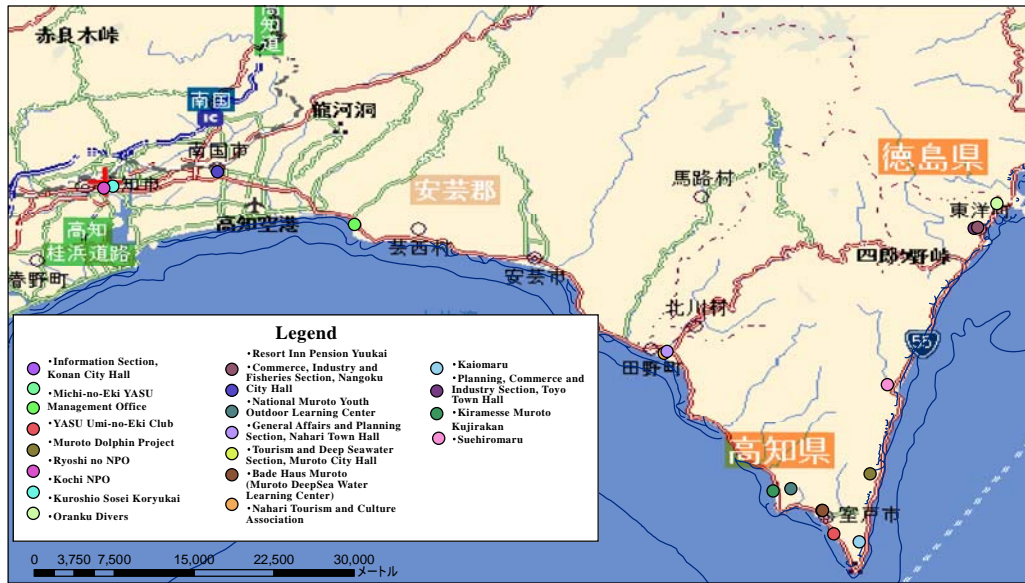 高知道
赤良木峠
南国
IC
龍河洞
南国市
徳島県
馬路村
安芸郡
東洋町
高知空港
高知
桂浜道路
芸西村
四郎ヶ野峠
春野町
安芸市
北川村
55
田野町
高知県
室戸市
Legend
・Information Section,
Konan City Hall
・Michi-no-Eki YASU
Management Office
・YASU Umi-no-Eki Club
・Muroto Dolphin Project
・Ryoshi no NPO
・Kochi NPO
・Kuroshio Sosei Koryukai
・Oranku Divers
・Resort Inn Pension Yuukai
・Commerce, Industry and
Fisheries Section, Nangoku
City Hall
・National Muroto Youth
Outdoor Learning Center
・General Affairs and Planning
Section, Nahari Town Hall
・Tourism and Deep Seawater
Section, Muroto City Hall
・Bade Haus Muroto
(Muroto DeepSea Water
Learning Center)
・Nahari Tourism and Culture
Association
・Kaiomaru
・Planning, Commerce and
Industry Section, Toyo
Town Hall
・Kiramesse Muroto
Kujirakan
・Suehiromaru
0 3,750 7,500 15,000 22,500 30,000
メートル